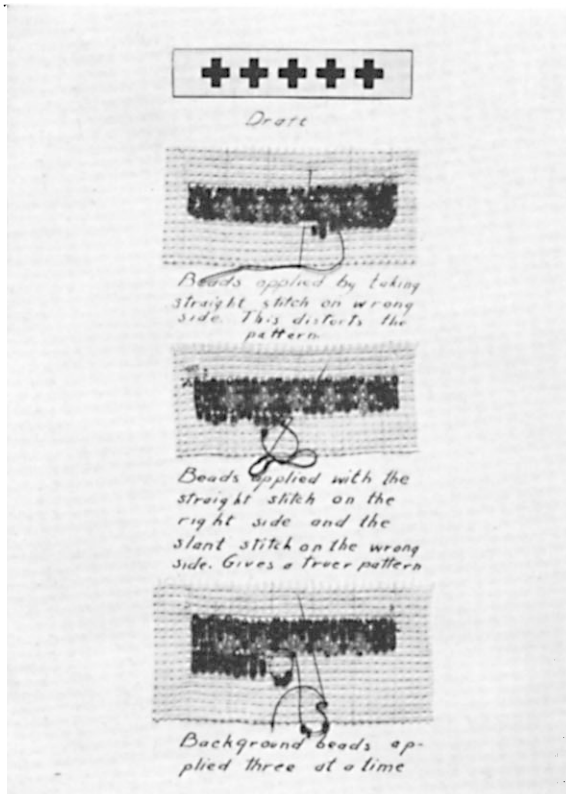 Draft
Beads applied by taking
straight stitch on wrong
side. This distorts the
pattern.
Beads applied with the
straight stitch on the
right side and the
slant stitch on the wrong
side. Gives a truer pattern
Background beads ap-
plied three at a time